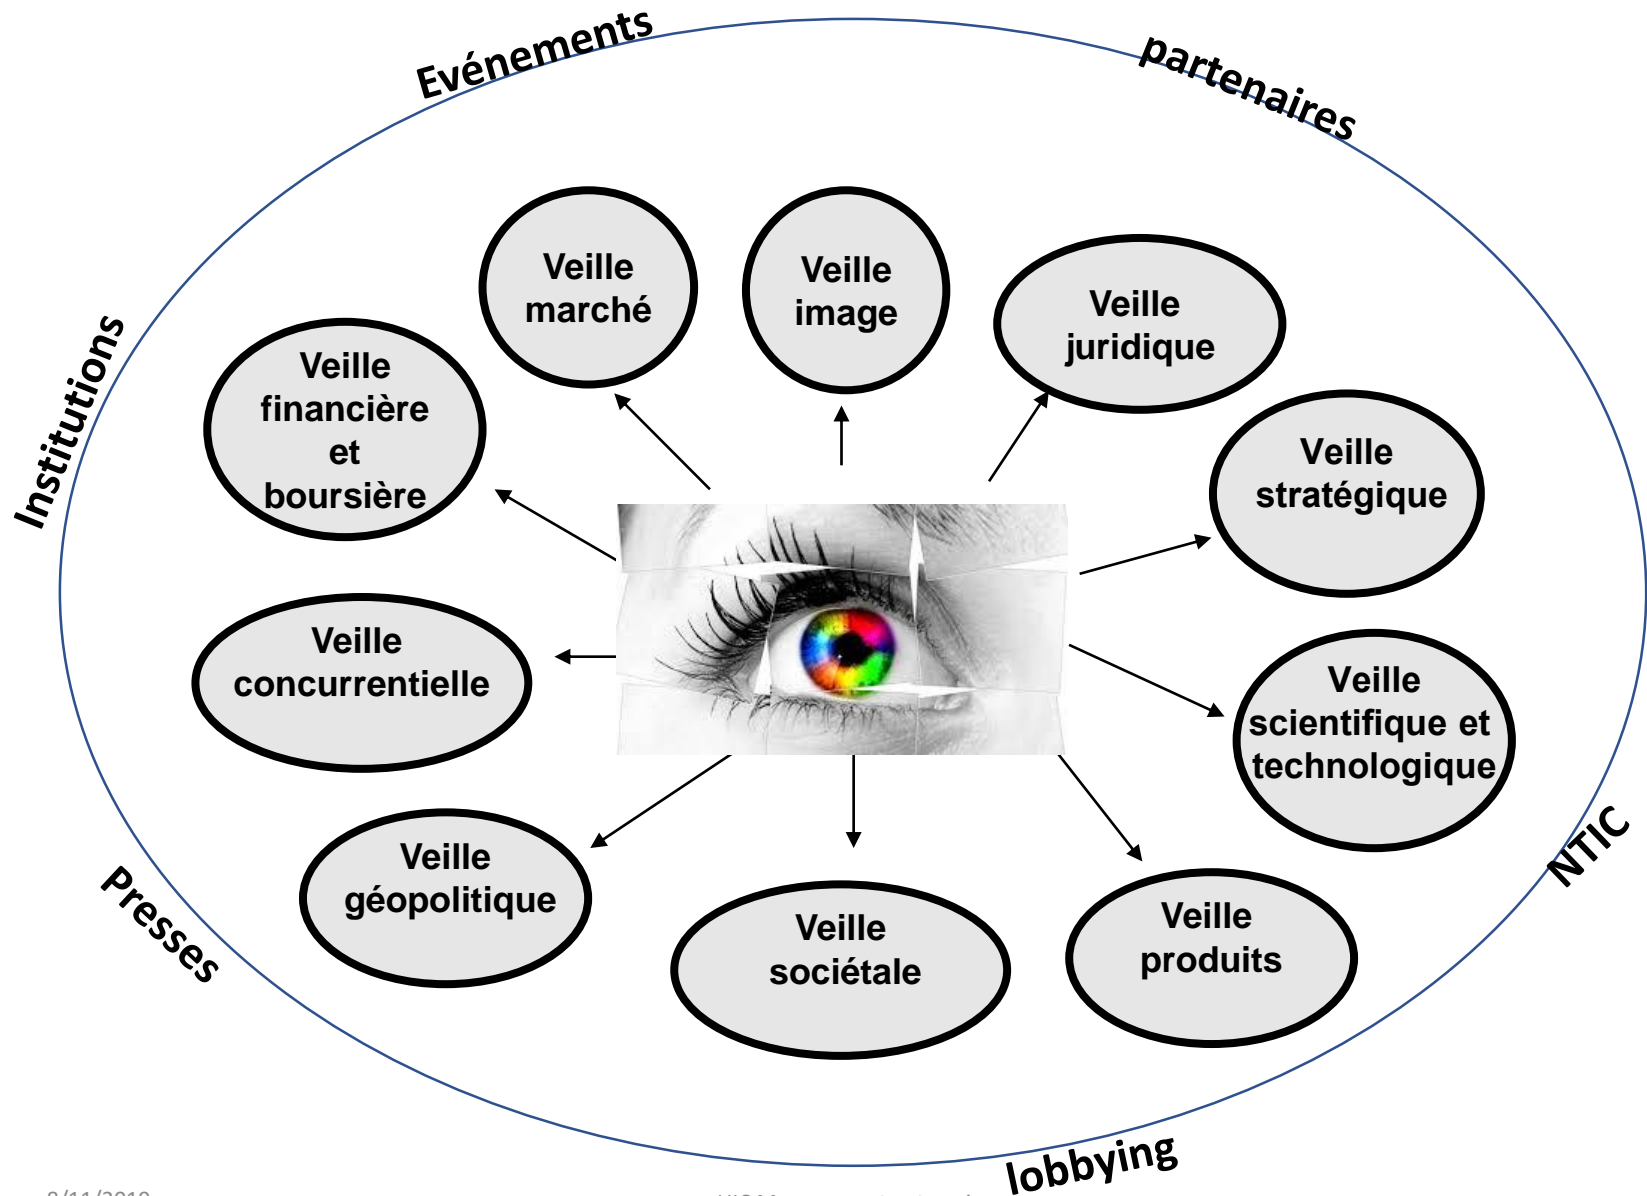 Evénements
partenaires
Veille
marché
Veille
image
Veille
juridique
Institutions
Veille
financière
et
boursière
Veille
stratégique
Veille
concurrentielle
Veille
scientifique et
technologique
NTIC
Veille
géopolitique
Presses
Veille
sociétale
Veille
produits
lobbying